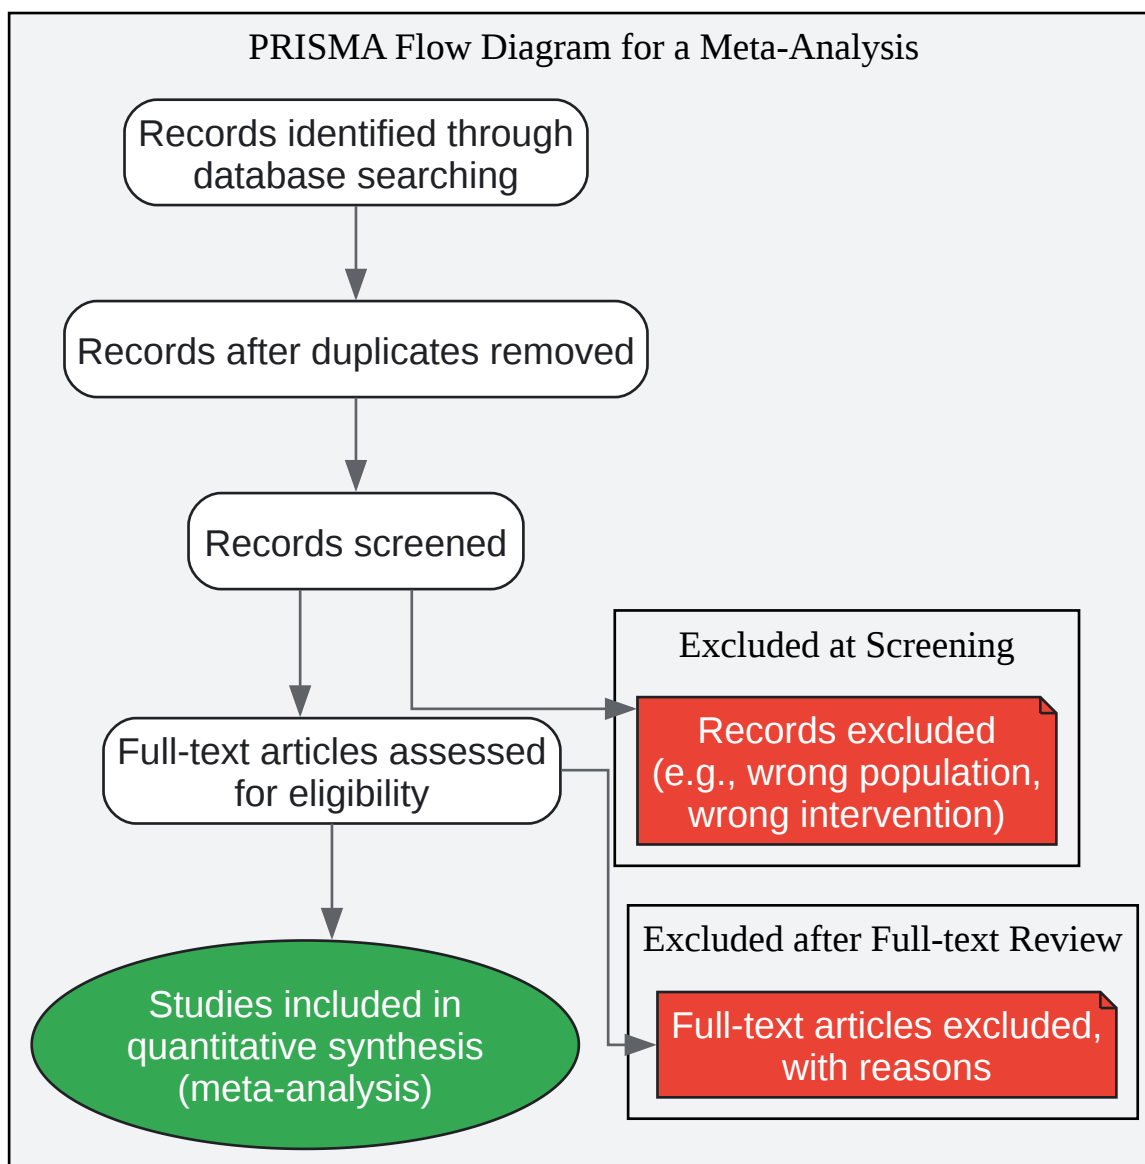 PRISMA Flow Diagram for a Meta-Analysis
Records identified through
database searching
Records after duplicates removed
Records screened
Excluded at Screening
Records excluded
(e.g., wrong population,
wrong intervention)
Full-text articles assessed
for eligibility
Excluded after Full-text Review
Full-text articles excluded,
with reasons
Studies included in
quantitative synthesis
(meta-analysis)